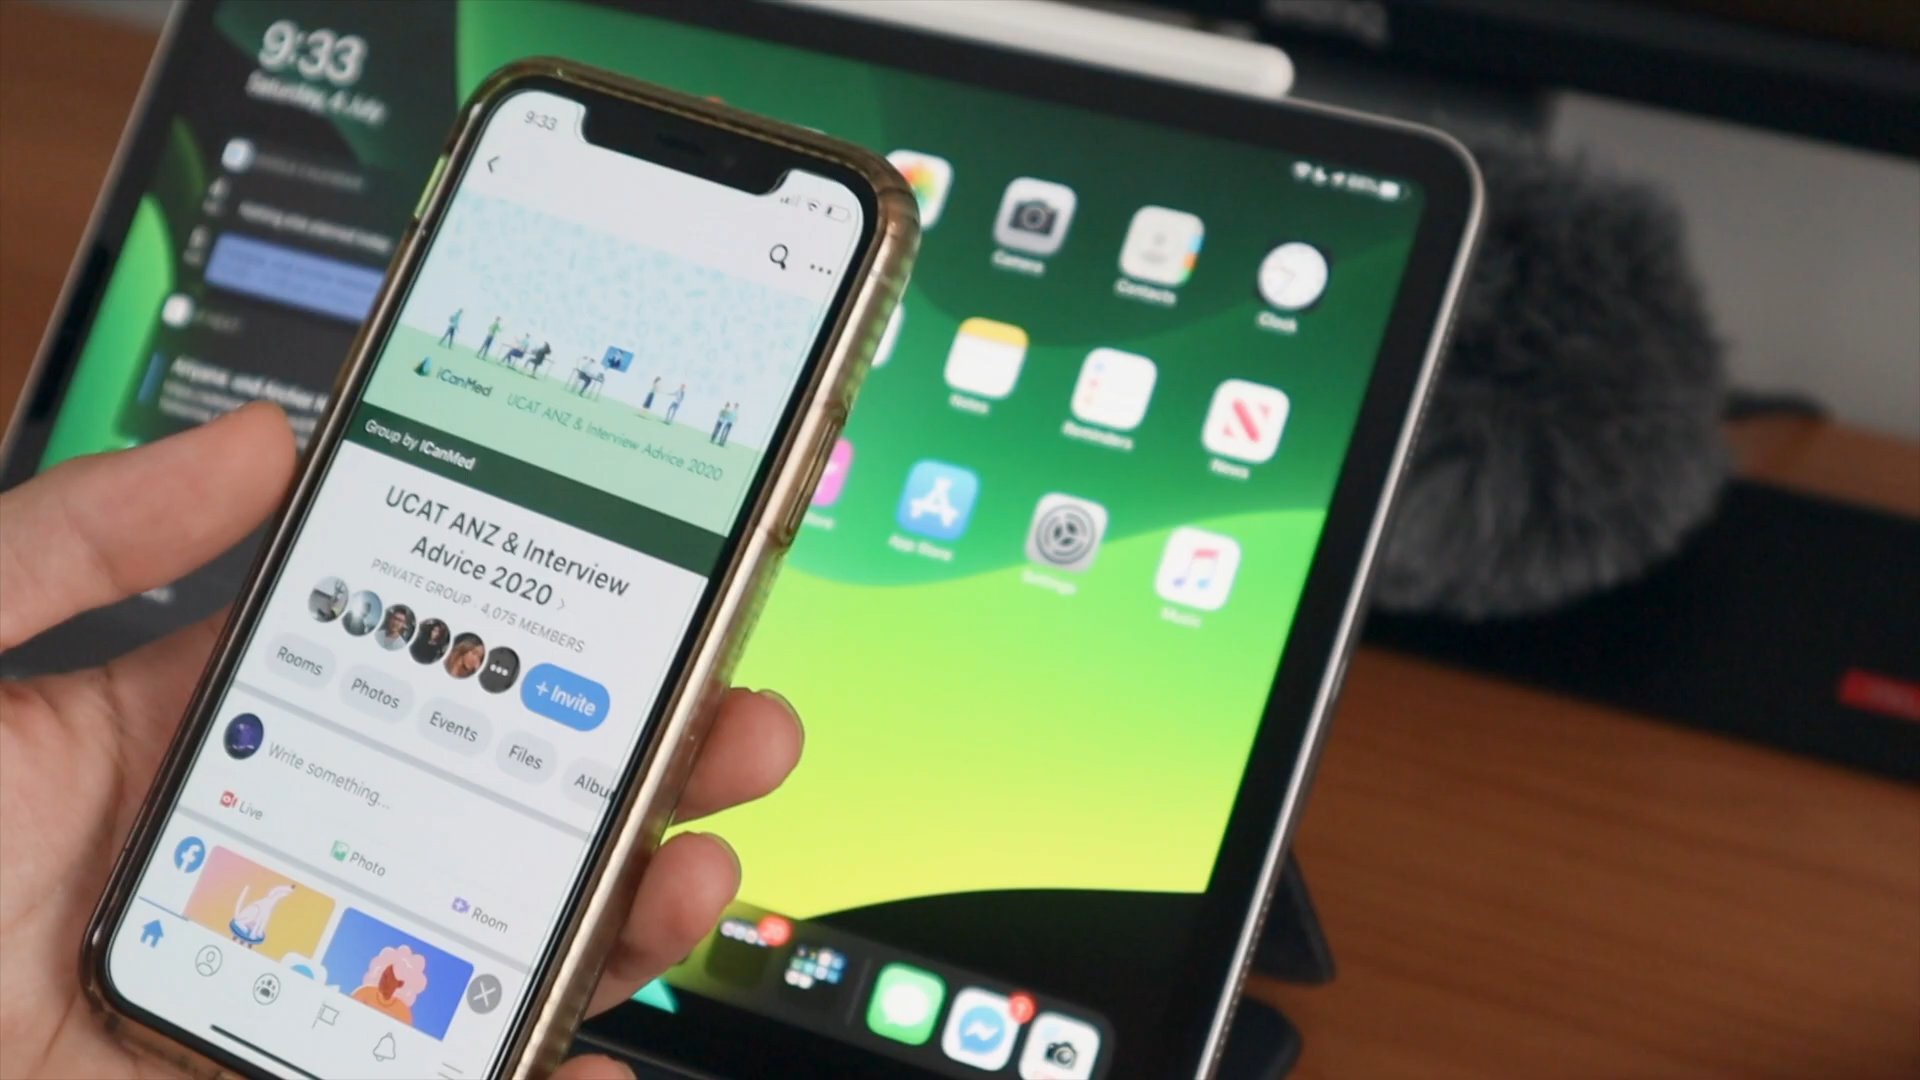 9:33
Saturday, 4 July
9:33
iCanMed
UCAT ANZ & Interview Advice 2020
Group by ICanMed
UCAT ANZ & Interview
Advice 2020
PRIVATE GROUP · 4,075 MEMBERS
+ Invite
Rooms
Photos
Events
Files
Albu
Write something...
Live
Photo
Room
Camera
Contacts
Clock
Notes
Reminders
News
App Store
Settings
Music